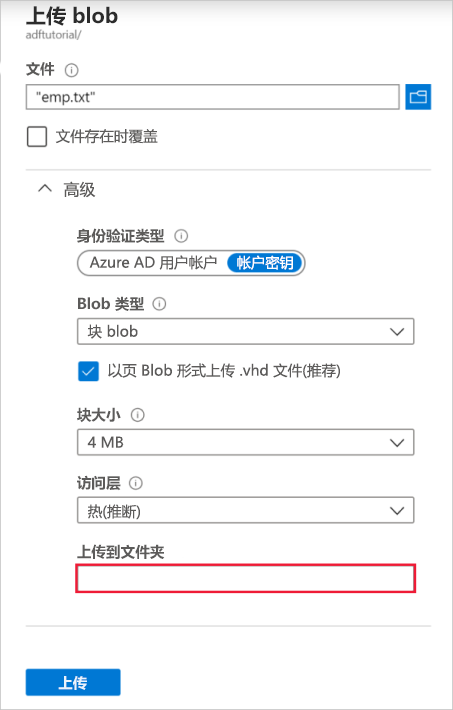 上传 blob
adftutorial/
文件
"emp.txt"
文件存在时覆盖
高级
身份验证类型
Azure AD 用户帐户 帐户密钥
Blob 类型
块 blob
以页 Blob 形式上传 .vhd 文件(推荐)
块大小
4 MB
访问层
热(推断)
上传到文件夹
上传